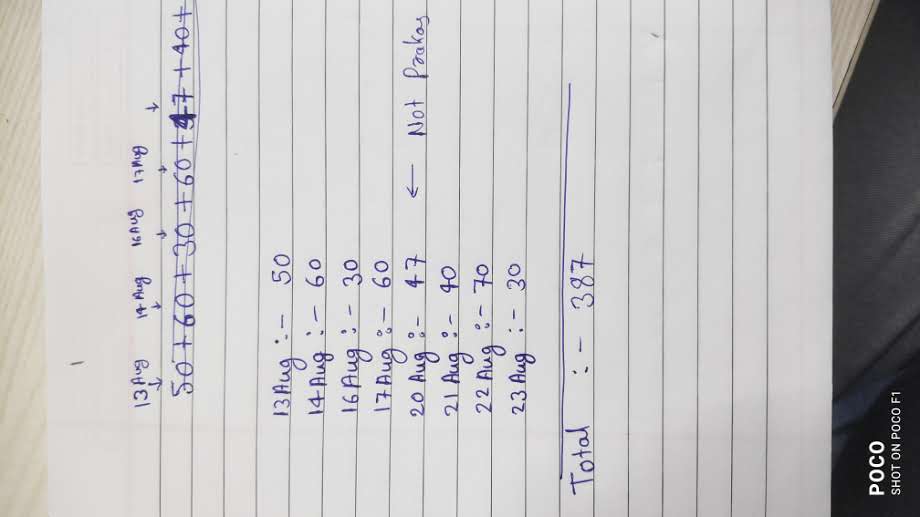 13 Aug 14 Aug 16 Aug 17 Aug
50 + 60 + 30 + 60 + 47 + 40 +
13 Aug :- 50
14 Aug :- 60
16 Aug :- 30
17 Aug :- 60
20 Aug :- 47 ← Not Prakas
21 Aug :- 40
22 Aug :- 70
23 Aug :- 30
Total :- 387
POCO
SHOT ON POCO F1